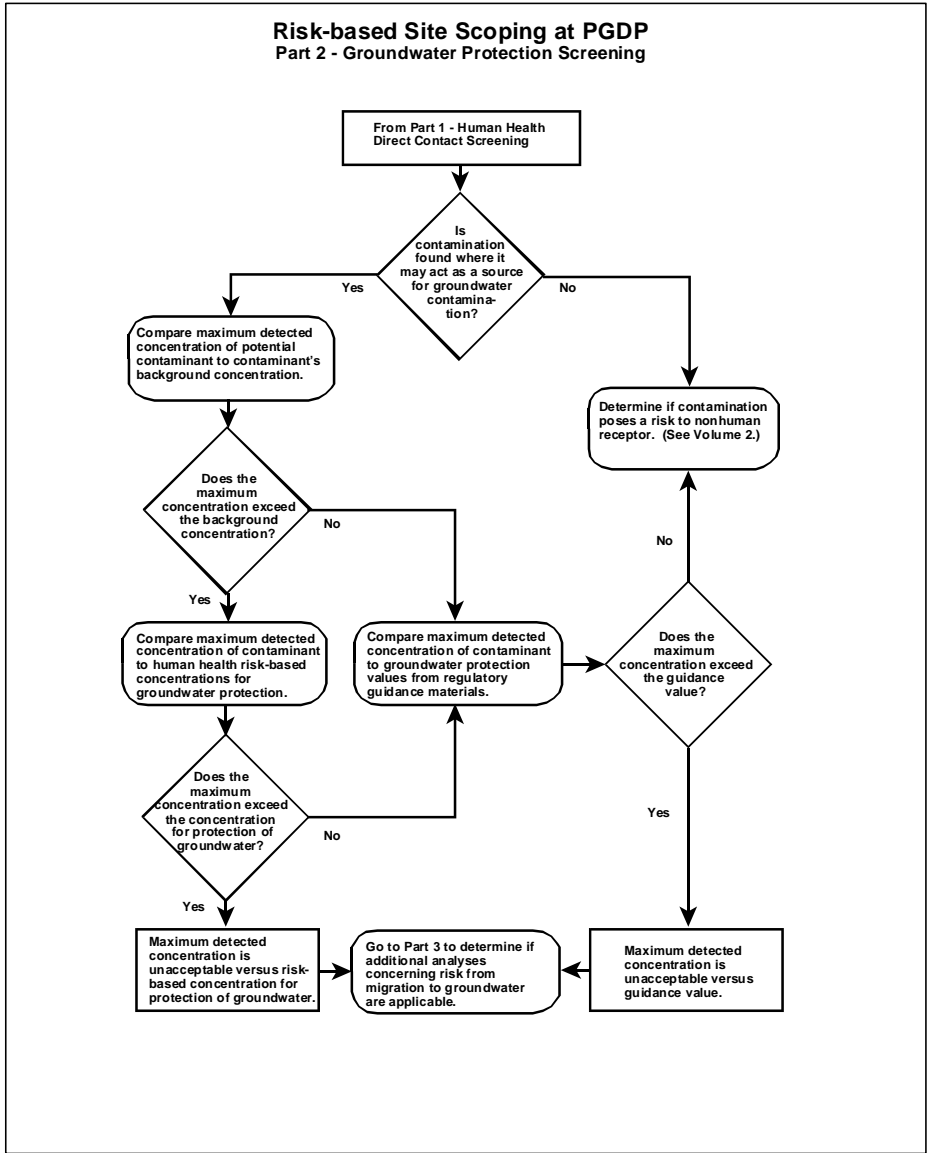 Risk-based Site Scoping at PGDP
Part 2 - Groundwater Protection Screening
From Part 1 - Human Health
Direct Contact Screening
Is
contamination
found where it
may act as a source
for groundwater
contamina-
tion?
Yes
No
Compare maximum detected
concentration of potential
contaminant to contaminant's
background concentration.
Determine if contamination
poses a risk to nonhuman
receptor. (See Volume 2.)
Does the
maximum
concentration exceed
the background
concentration?
No
Yes
No
Compare maximum detected
concentration of contaminant
to human health risk-based
concentrations for
groundwater protection.
Compare maximum detected
concentration of contaminant
to groundwater protection
values from regulatory
guidance materials.
Does the
maximum
concentration exceed
the guidance
value?
Does the
maximum
concentration exceed
the concentration
for protection of
groundwater?
No
Yes
Yes
Maximum detected
concentration is
unacceptable versus risk-
based concentration for
protection of groundwater.
Go to Part 3 to determine if
additional analyses
concerning risk from
migration to groundwater
are applicable.
Maximum detected
concentration is
unacceptable versus
guidance value.